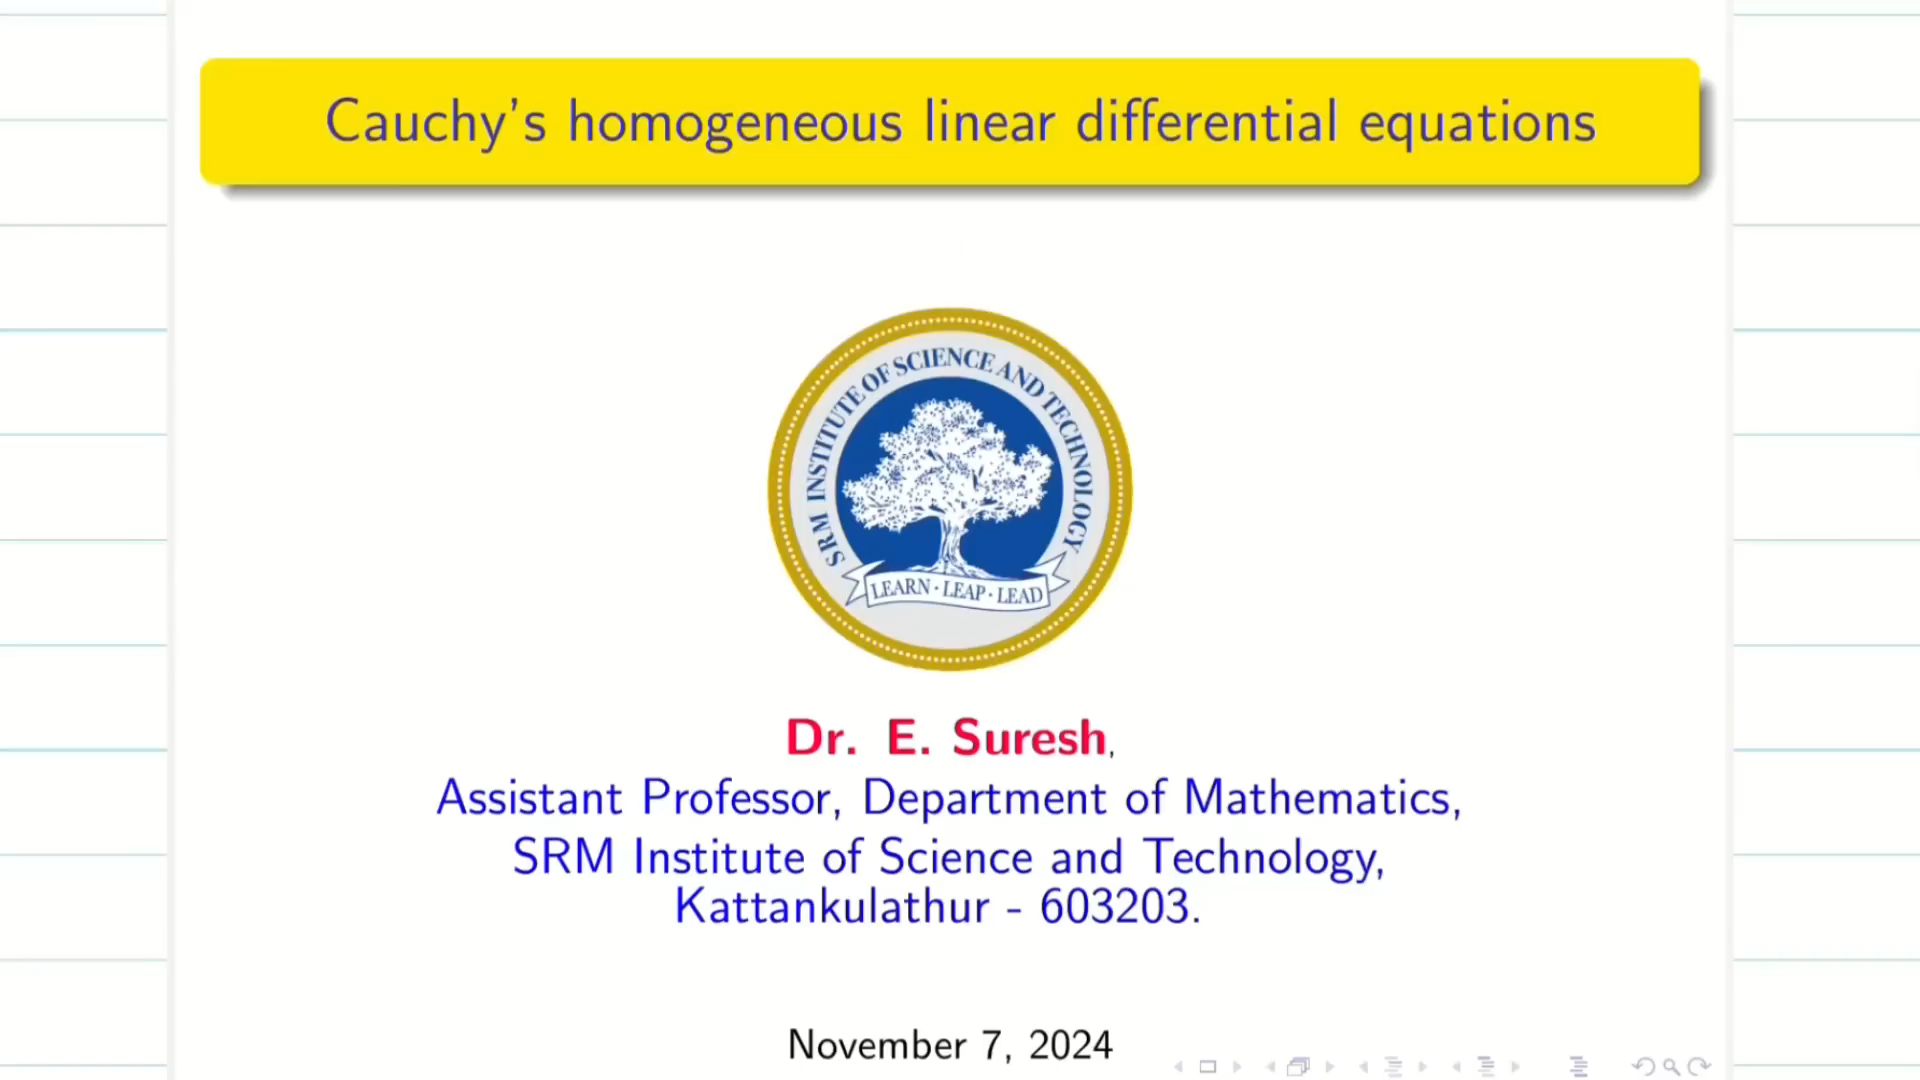 Cauchy's homogeneous linear differential equations
SRM INSTITUTE OF SCIENCE AND TECHNOLOGY
LEARN · LEAP · LEAD
Dr. E. Suresh,
Assistant Professor, Department of Mathematics,
SRM Institute of Science and Technology,
Kattankulathur - 603203.
November 7, 2024